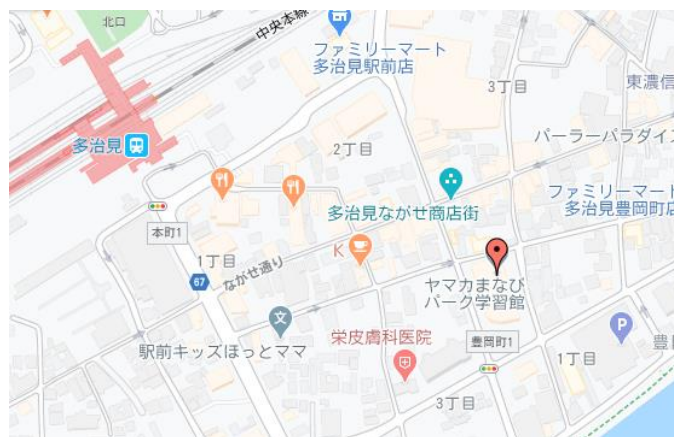 北口
中央本線
ファミリーマート
多治見駅前店
3丁目
東濃信
多治見
2丁目
パーラーパラダイス
ファミリーマート
多治見豊岡町店
多治見ながせ商店街
本町1
1丁目
K
ながせ通り
67
ヤマカまなび
パーク学習館
文
駅前キッズほっとママ
栄皮膚科医院
豊岡町1
P
1丁目
豊
3丁目